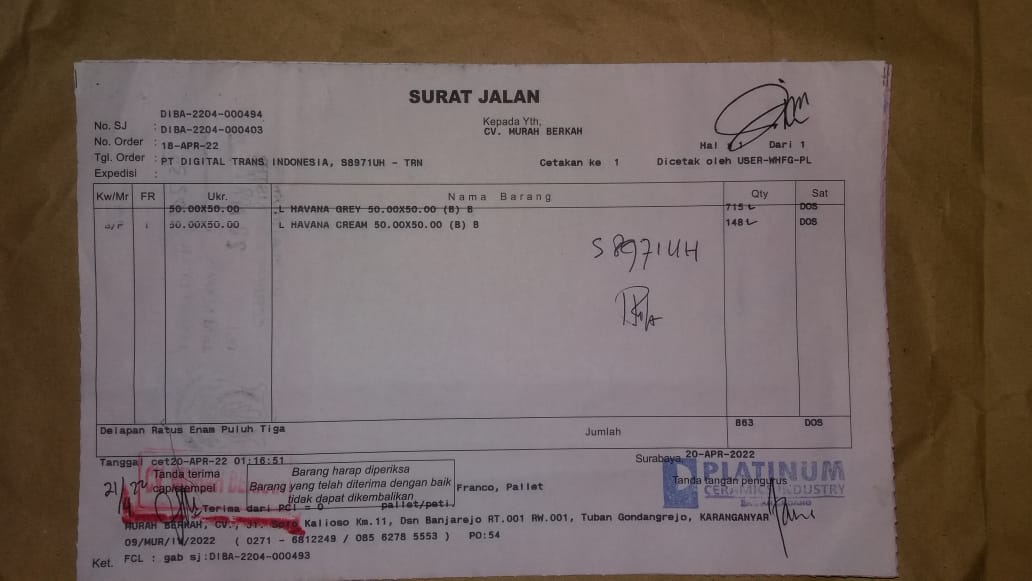 SURAT JALAN
No. SJ : DIBA-2204-000494
No. Order : DIBA-2204-000403
Tgl. Order : 18-APR-22
Expedisi : PT DIGITAL TRANS INDONESIA, S8971UH - TRN
Kepada Yth,
CV. MURAH BERKAH
Hal : 1 Dari 1
Cetakan ke 1 Dicetak oleh USER-WHFG-PL
Kw/Mr FR Ukr. Nama Barang Qty Sat
50.00X50.00 L HAVANA GREY 50.00X50.00 (B) B 715 DOS
50.00X50.00 L HAVANA CREAM 50.00X50.00 (B) B 148 DOS
S8971UH
Delapan Ratus Enam Puluh Tiga Jumlah 863 DOS
Tanggal cet20-APR-22 01:16:51
Surabaya, 20-APR-2022
Tanda terima
cap/stempel
21/4 22
Barang harap diperiksa
Barang yang telah diterima dengan baik
tidak dapat dikembalikan
Tanda tangan pengurus
PLATINUM
CERAMICS INDUSTRY
Franco, Pallet
Terima dari PCI = 0 pallet/peti.
MURAH BERKAH, CV., Jl. Solo Kalioso Km.11, Dsn Banjarejo RT.001 RW.001, Tuban Gondangrejo, KARANGANYAR
09/MUR/IV/2022 ( 0271 - 6812249 / 085 6278 5553 ) PO:54
Ket. FCL : gab sj:DIBA-2204-000493